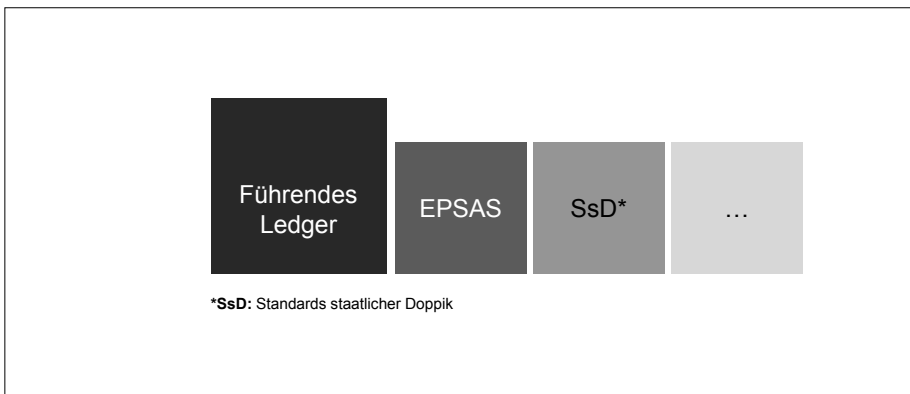 Führendes
Ledger
EPSAS
SsD*
...
*SsD: Standards staatlicher Doppik